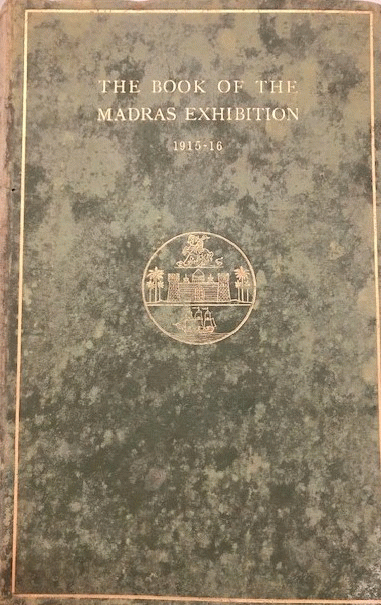 THE BOOK OF THE
MADRAS EXHIBITION
1915-16